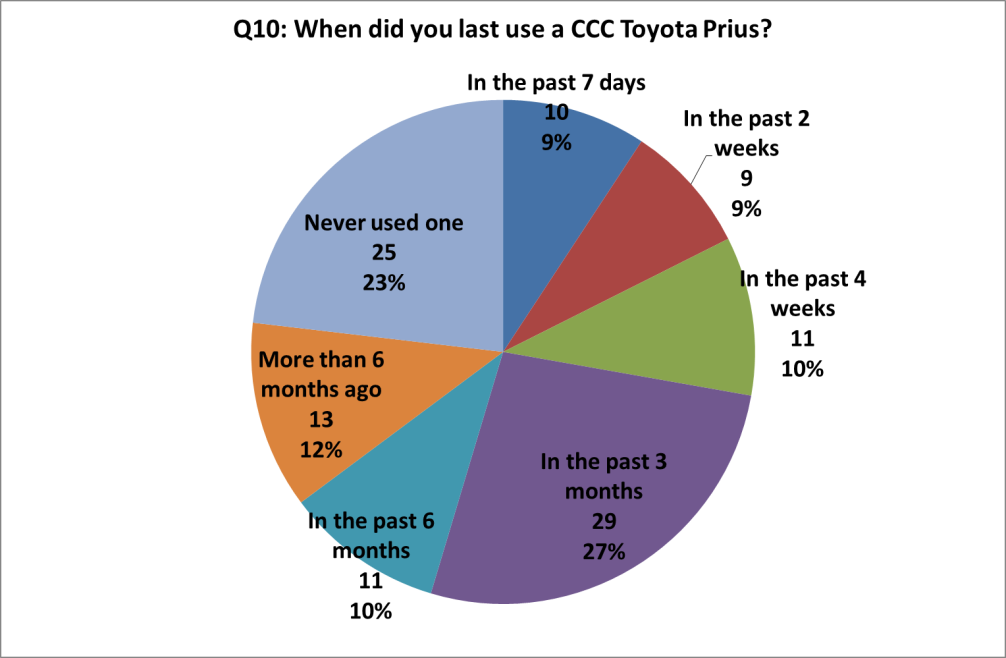 Q10: When did you last use a CCC Toyota Prius?
In the past 7 days
10
9%
In the past 2
weeks
9
9%
In the past 4
weeks
11
10%
In the past 3
months
29
27%
In the past 6
months
11
10%
More than 6
months ago
13
12%
Never used one
25
23%